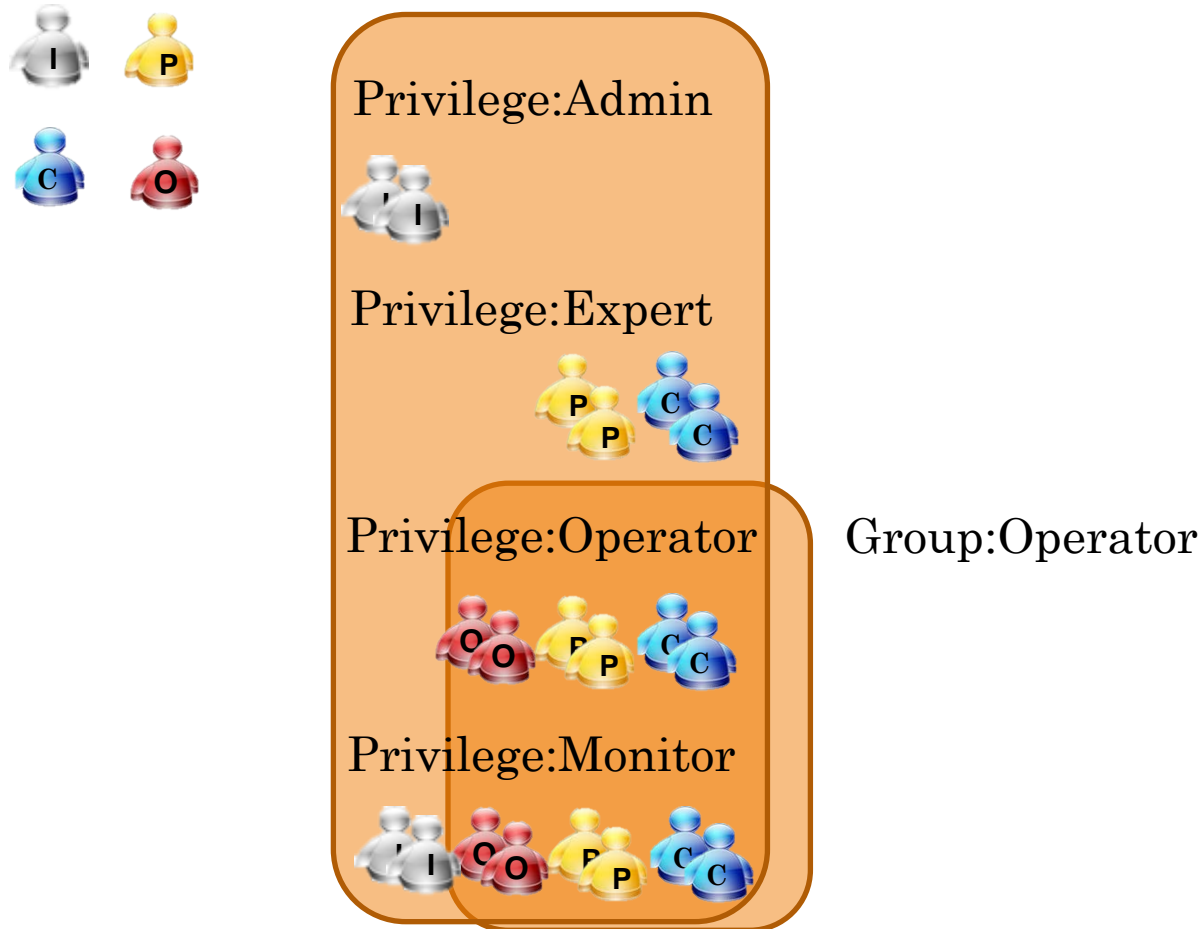 I P
C O
Privilege:Admin
I I
Privilege:Expert
P C
P C
Privilege:Operator Group:Operator
O P C
O P C
Privilege:Monitor
I O P C
I O P C